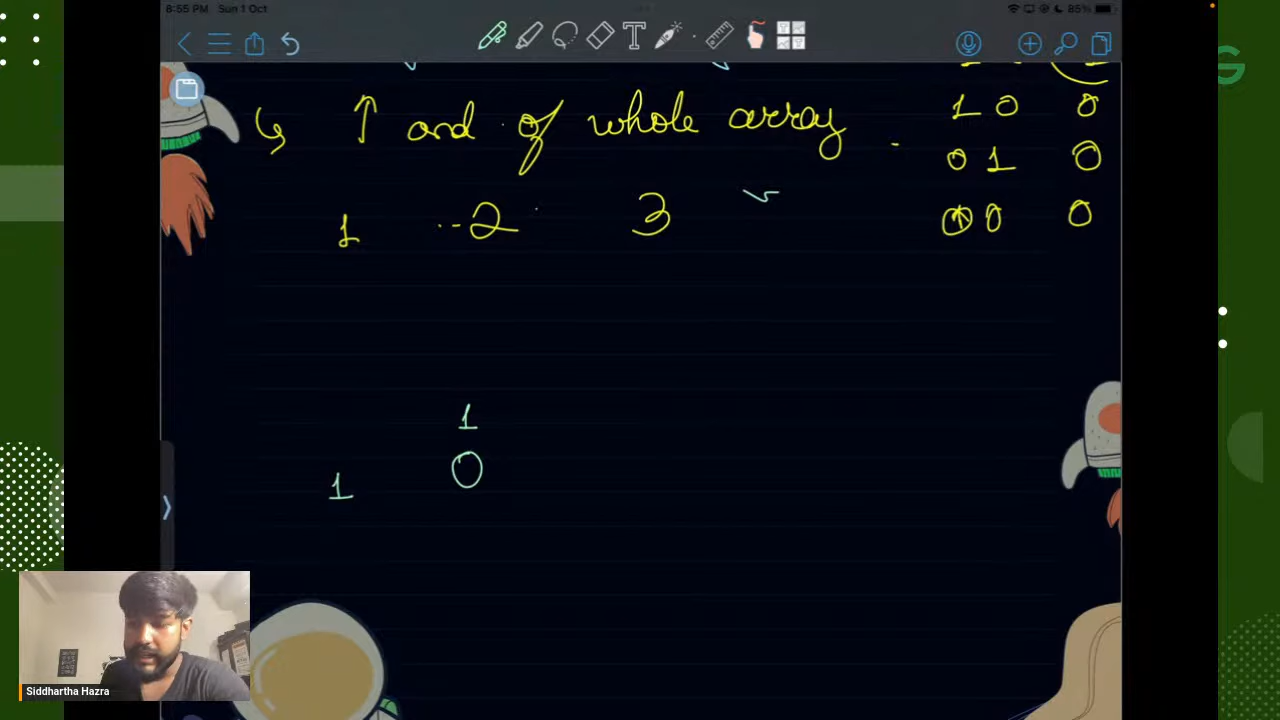 8:55 PM Sun 1 Oct
85%
T
↑ and of whole array
1 0 0
0 1 0
1 2 3
0 0
1
1 0
Siddhartha Hazra